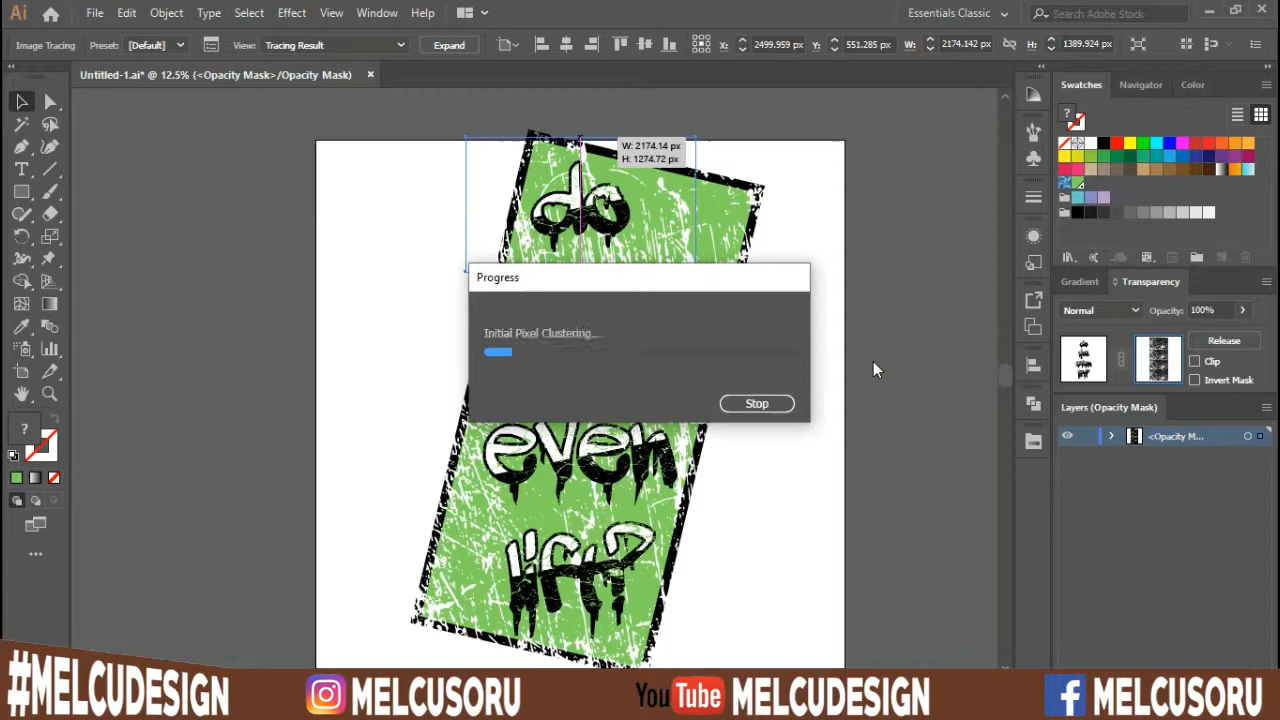 Ai File Edit Object Type Select Effect View Window Help Essentials Classic Search Adobe Stock
Image Tracing Preset: [Default] View: Tracing Result Expand X: 2499.959 px Y: 551.285 px W: 2174.142 px H: 1389.924 px
Untitled-1.ai* @ 12.5% (<Opacity Mask>/Opacity Mask) ×
Swatches Navigator Color
W: 2174.14 px
H: 1274.72 px
do
Progress
Initial Pixel Clustering...
Stop
even
lift?
Gradient Transparency
Normal Opacity: 100%
Release
Clip
Invert Mask
Layers (Opacity Mask)
<Opacity M...
#MELCUDESIGN MELCUSORU YouTube MELCUDESIGN f MELCUSORU